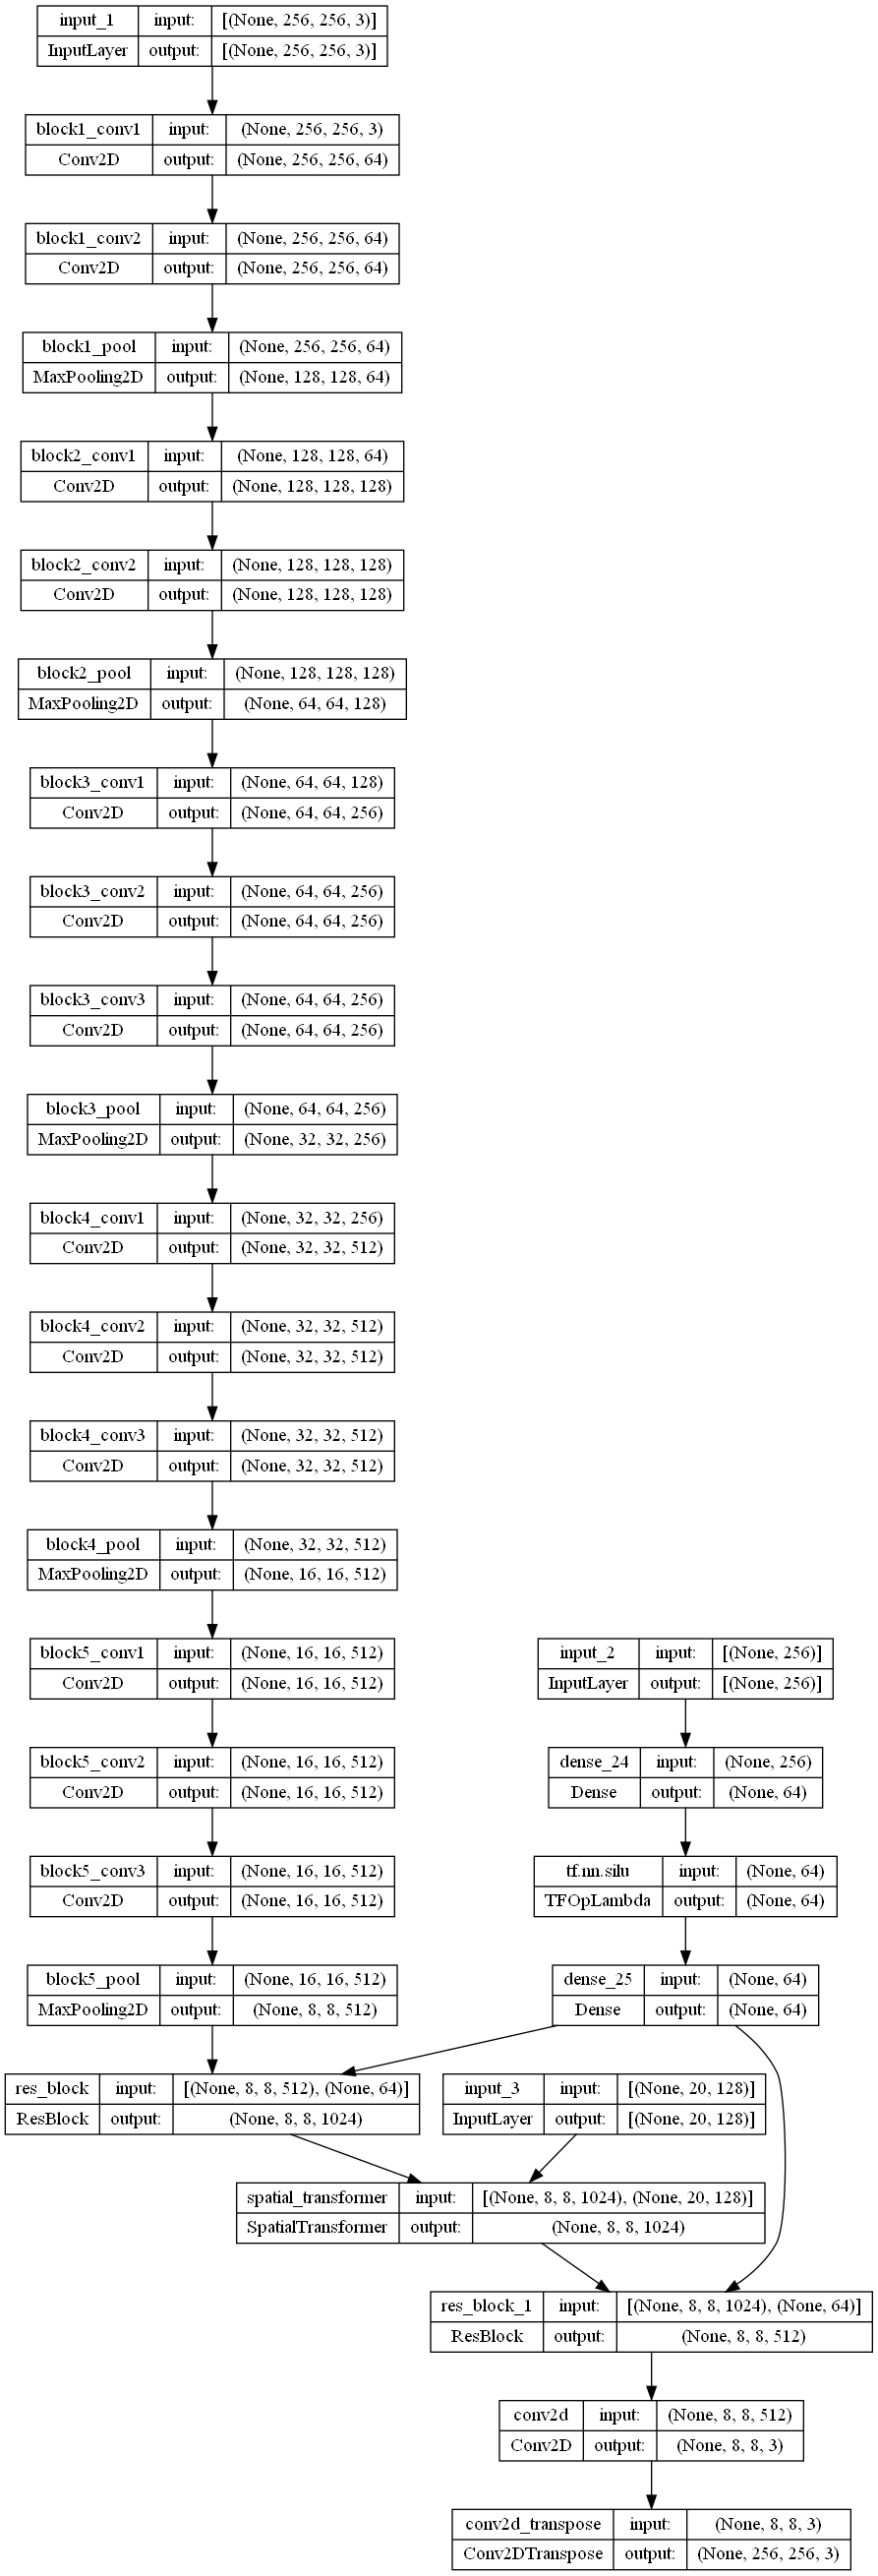 input_1 input: [(None, 256, 256, 3)]
InputLayer output: [(None, 256, 256, 3)]
block1_conv1 input: (None, 256, 256, 3)
Conv2D output: (None, 256, 256, 64)
block1_conv2 input: (None, 256, 256, 64)
Conv2D output: (None, 256, 256, 64)
block1_pool input: (None, 256, 256, 64)
MaxPooling2D output: (None, 128, 128, 64)
block2_conv1 input: (None, 128, 128, 64)
Conv2D output: (None, 128, 128, 128)
block2_conv2 input: (None, 128, 128, 128)
Conv2D output: (None, 128, 128, 128)
block2_pool input: (None, 128, 128, 128)
MaxPooling2D output: (None, 64, 64, 128)
block3_conv1 input: (None, 64, 64, 128)
Conv2D output: (None, 64, 64, 256)
block3_conv2 input: (None, 64, 64, 256)
Conv2D output: (None, 64, 64, 256)
block3_conv3 input: (None, 64, 64, 256)
Conv2D output: (None, 64, 64, 256)
block3_pool input: (None, 64, 64, 256)
MaxPooling2D output: (None, 32, 32, 256)
block4_conv1 input: (None, 32, 32, 256)
Conv2D output: (None, 32, 32, 512)
block4_conv2 input: (None, 32, 32, 512)
Conv2D output: (None, 32, 32, 512)
block4_conv3 input: (None, 32, 32, 512)
Conv2D output: (None, 32, 32, 512)
block4_pool input: (None, 32, 32, 512)
MaxPooling2D output: (None, 16, 16, 512)
block5_conv1 input: (None, 16, 16, 512)
Conv2D output: (None, 16, 16, 512)
input_2 input: [(None, 256)]
InputLayer output: [(None, 256)]
block5_conv2 input: (None, 16, 16, 512)
Conv2D output: (None, 16, 16, 512)
dense_24 input: (None, 256)
Dense output: (None, 64)
block5_conv3 input: (None, 16, 16, 512)
Conv2D output: (None, 16, 16, 512)
tf.nn.silu input: (None, 64)
TFOpLambda output: (None, 64)
block5_pool input: (None, 16, 16, 512)
MaxPooling2D output: (None, 8, 8, 512)
dense_25 input: (None, 64)
Dense output: (None, 64)
res_block input: [(None, 8, 8, 512), (None, 64)]
ResBlock output: (None, 8, 8, 1024)
input_3 input: [(None, 20, 128)]
InputLayer output: [(None, 20, 128)]
spatial_transformer input: [(None, 8, 8, 1024), (None, 20, 128)]
SpatialTransformer output: (None, 8, 8, 1024)
res_block_1 input: [(None, 8, 8, 1024), (None, 64)]
ResBlock output: (None, 8, 8, 512)
conv2d input: (None, 8, 8, 512)
Conv2D output: (None, 8, 8, 3)
conv2d_transpose input: (None, 8, 8, 3)
Conv2DTranspose output: (None, 256, 256, 3)